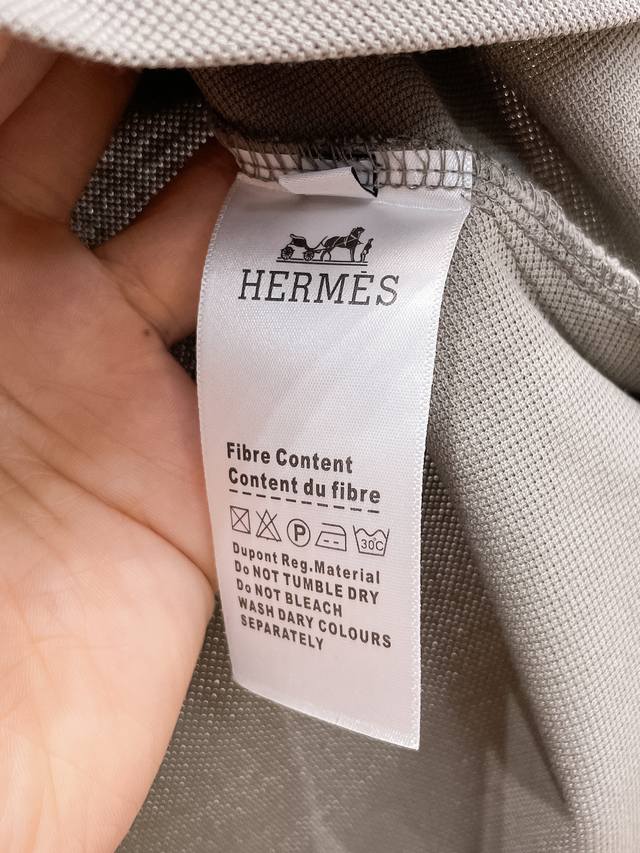 HERMÈS
Fibre Content
Content du fibre
P 30C
Dupont Reg.Material
Do NOT TUMBLE DRY
Do NOT BLEACH
WASH DARY COLOURS
SEPARATELY